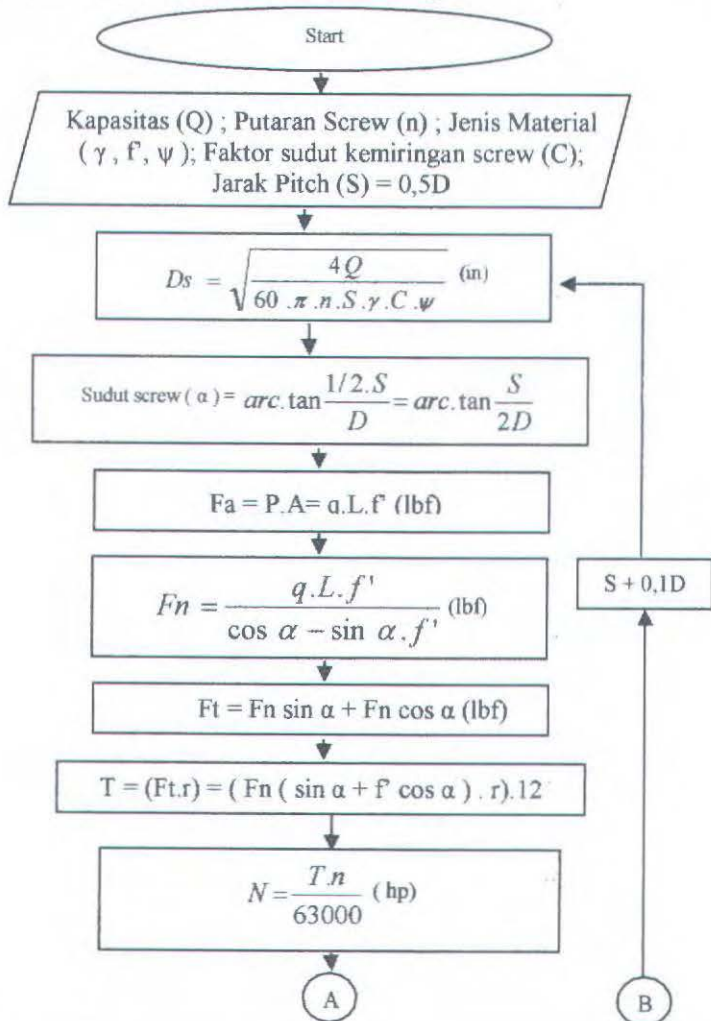 Start
Kapasitas (Q) ; Putaran Screw (n) ; Jenis Material
( γ , f', ψ ); Faktor sudut kemiringan screw (C);
Jarak Pitch (S) = 0,5D
Ds = √(4Q / 60 .π.n.S.γ.C.ψ) (in)
Sudut screw ( α ) = arc.tan 1/2.S / D = arc.tan S / 2D
Fa = P.A= q.L.f' (lbf)
Fn = q.L.f' / cos α − sin α.f' (lbf)
S + 0,1D
Ft = Fn sin α + Fn cos α (lbf)
T = (Ft.r) = ( Fn ( sin α + f' cos α ) . r).12
N = T.n / 63000 ( hp)
A
B